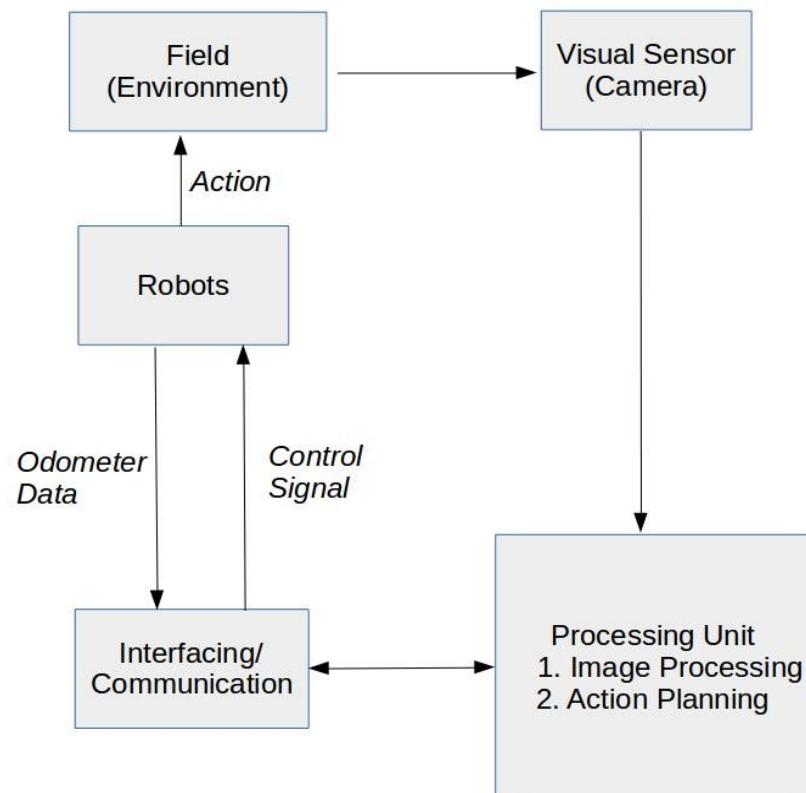 Field
(Environment)
Visual Sensor
(Camera)
Action
Robots
Odometer
Data
Control
Signal
Interfacing/
Communication
Processing Unit
1. Image Processing
2. Action Planning